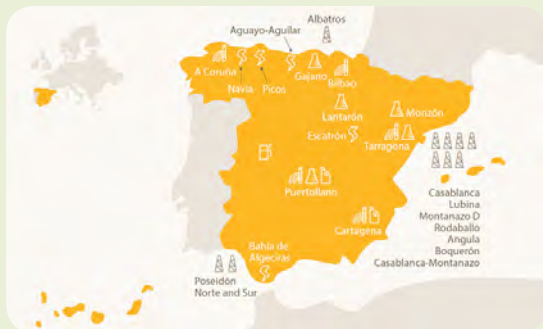 Albatros
Aguayo-Aguilar
A Coruña
Gajano
Bilbao
Navia
Picos
Lantarón
Monzón
Escatrón
Tarragona
Puertollano
Casablanca
Lubina
Montanazo D
Rodaballo
Angula
Boquerón
Casablanca-Montanazo
Cartagena
Bahía de
Algeciras
Poseidón
Norte and Sur